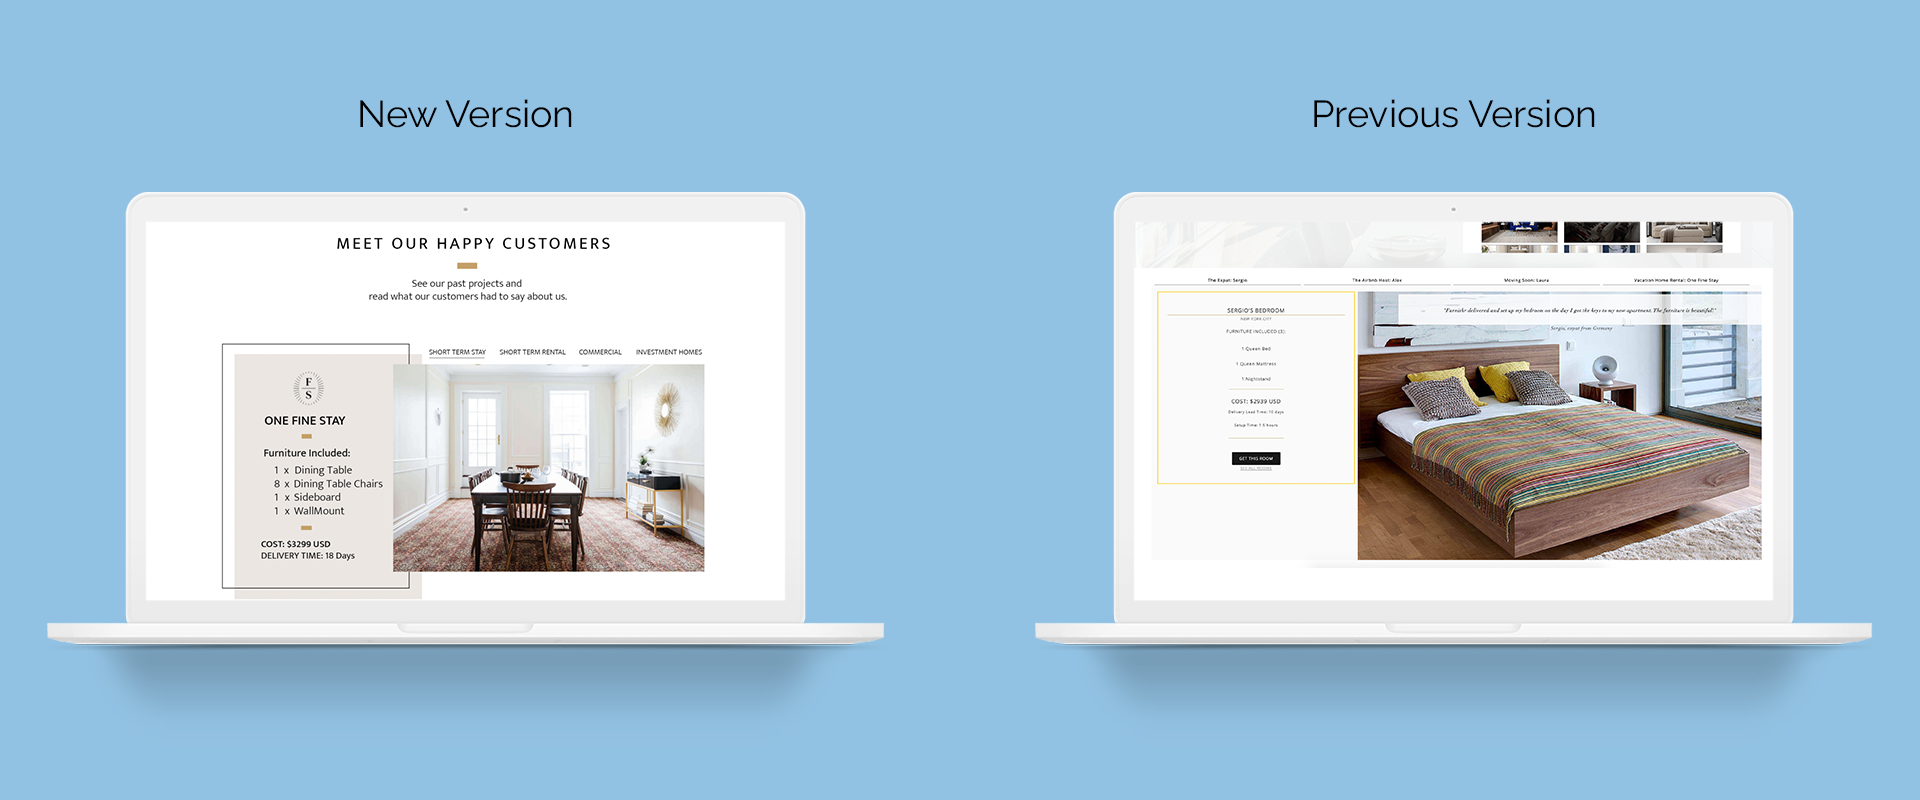 New Version
MEET OUR HAPPY CUSTOMERS
See our past projects and
read what our customers had to say about us.
SHORT TERM STAY
SHORT TERM RENTAL
COMMERCIAL
INVESTMENT HOMES
F
S
ONE FINE STAY
Furniture Included:
1 x Dining Table
8 x Dining Table Chairs
1 x Sideboard
1 x WallMount
COST: $3299 USD
DELIVERY TIME: 18 Days
Previous Version
The Expat: Sergio
The Airbnb Host: Alex
Moving Soon: Laura
Vacation Home Rental: One Fine Stay
SERGIO'S BEDROOM
NEW YORK CITY
FURNITURE INCLUDED (3):
1 Queen Bed
1 Queen Mattress
1 Nightstand
COST: $2939 USD
Delivery Lead Time: 10 days
Setup Time: 1.5 hours
GET THIS ROOM
SEE ALL ROOMS
"Furnishr delivered and set up my bedroom on the day I got the keys to my new apartment. The furniture is beautiful!"
Sergio, expat from Germany